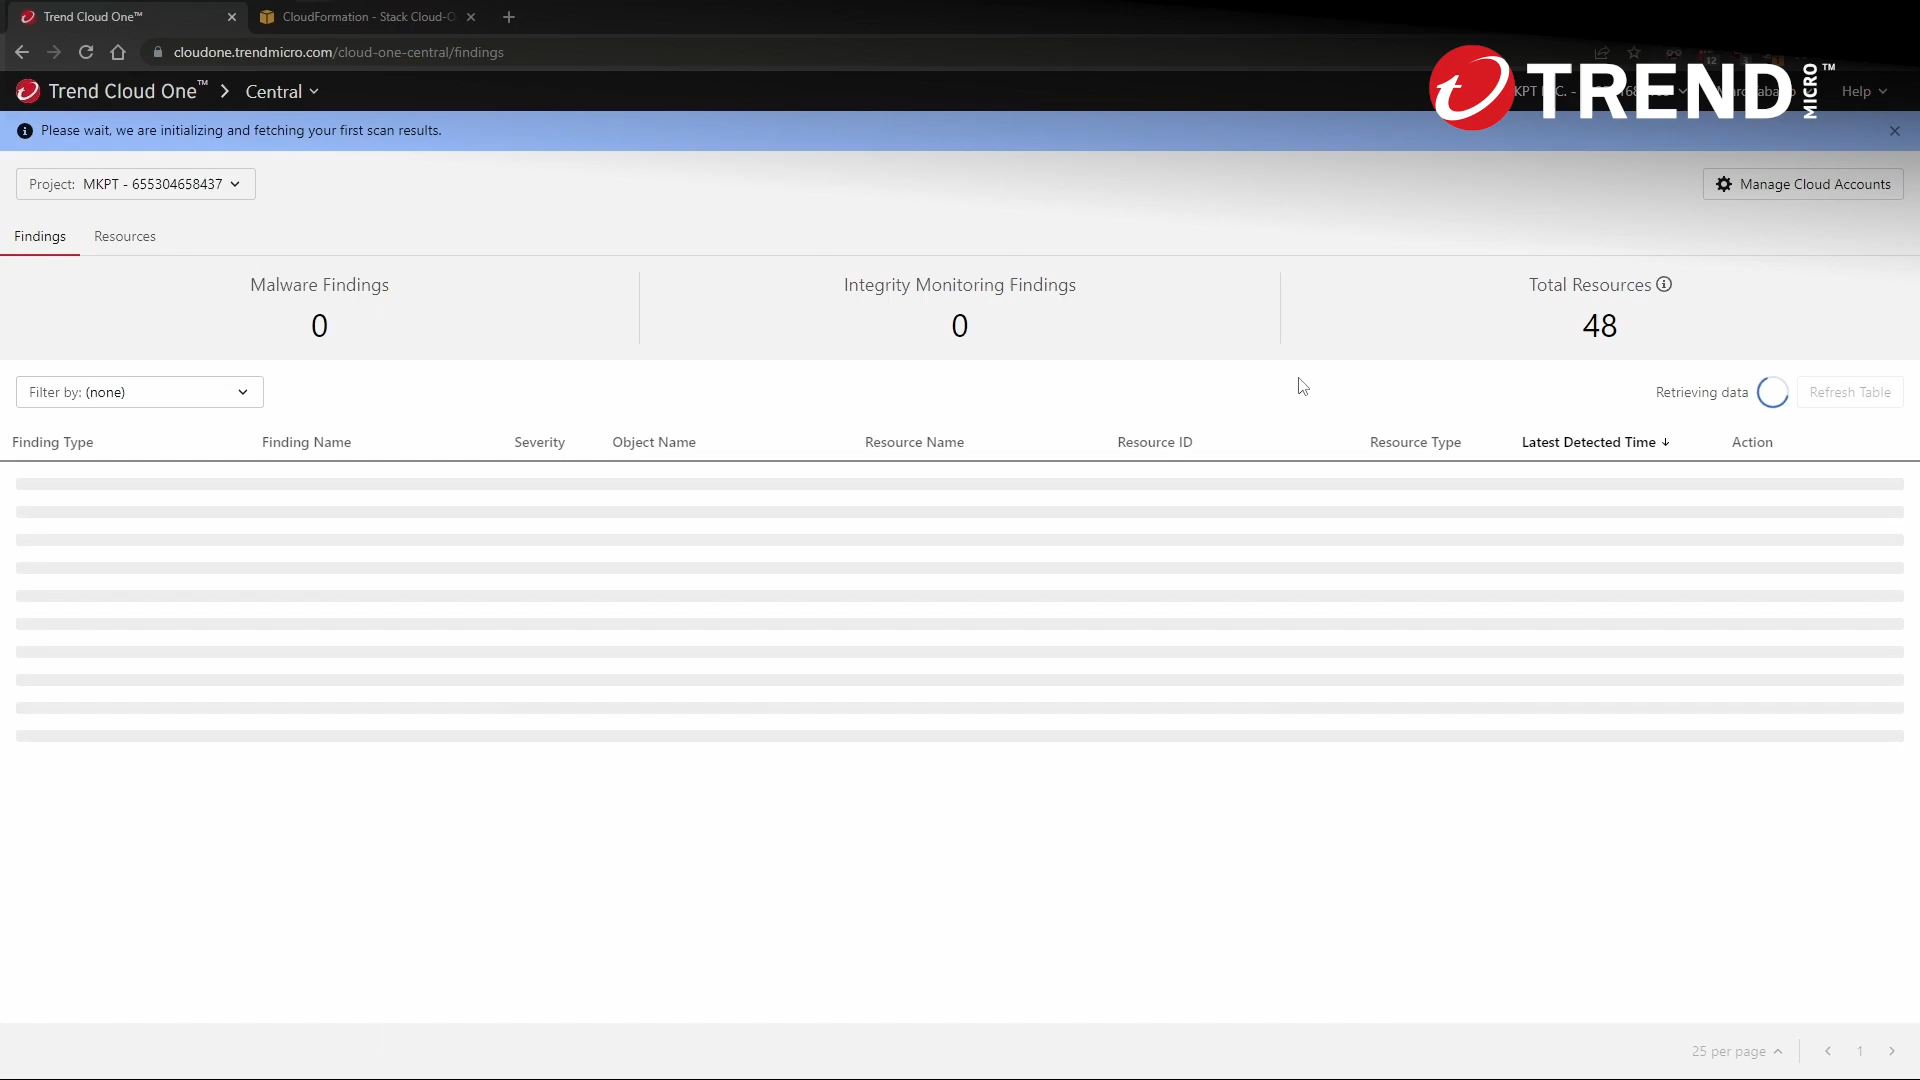 Trend Cloud One™
CloudFormation - Stack Cloud-O
cloudone.trendmicro.com/cloud-one-central/findings
Trend Cloud One™ > Central
TREND MICRO™
Help
Please wait, we are initializing and fetching your first scan results.
Project: MKPT - 655304658437
Manage Cloud Accounts
Findings
Resources
Malware Findings
0
Integrity Monitoring Findings
0
Total Resources
48
Filter by: (none)
Retrieving data
Refresh Table
Finding Type
Finding Name
Severity
Object Name
Resource Name
Resource ID
Resource Type
Latest Detected Time ↓
Action
25 per page
1